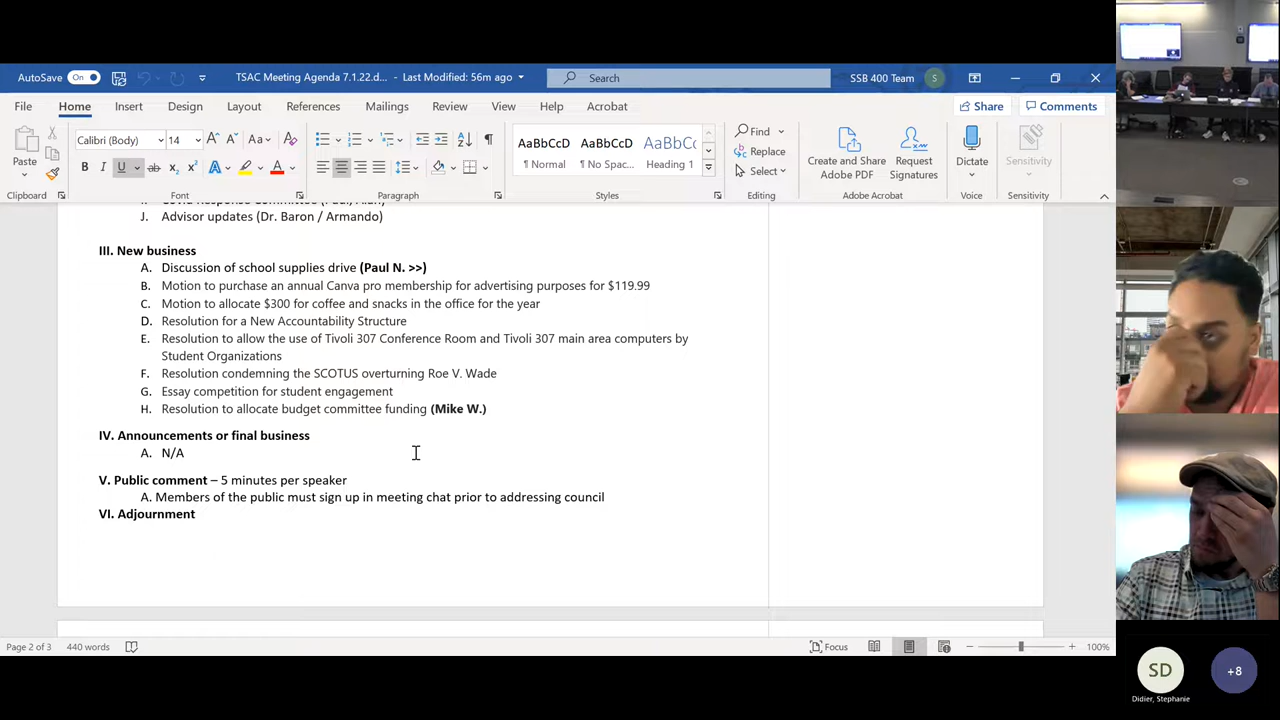 AutoSave On TSAC Meeting Agenda 7.1.22.d... - Last Modified: 56m ago Search SSB 400 Team S
File Home Insert Design Layout References Mailings Review View Help Acrobat Share Comments
Calibri (Body) 14 Aa
Paste
AaBbCcD AaBbCcD AaBbCc
¶ Normal ¶ No Spac... Heading 1
Find
Replace
Select
Create and Share Adobe PDF
Request Signatures
Dictate
Sensitivity
Clipboard Font Paragraph Styles Editing Adobe Acrobat Voice Sensitivity
J. Advisor updates (Dr. Baron / Armando)
III. New business
A. Discussion of school supplies drive (Paul N. >>)
B. Motion to purchase an annual Canva pro membership for advertising purposes for $119.99
C. Motion to allocate $300 for coffee and snacks in the office for the year
D. Resolution for a New Accountability Structure
E. Resolution to allow the use of Tivoli 307 Conference Room and Tivoli 307 main area computers by
Student Organizations
F. Resolution condemning the SCOTUS overturning Roe V. Wade
G. Essay competition for student engagement
H. Resolution to allocate budget committee funding (Mike W.)
IV. Announcements or final business
A. N/A
V. Public comment – 5 minutes per speaker
A. Members of the public must sign up in meeting chat prior to addressing council
VI. Adjournment
Page 2 of 3 440 words Focus 100%
SD
Didier, Stephanie
+8